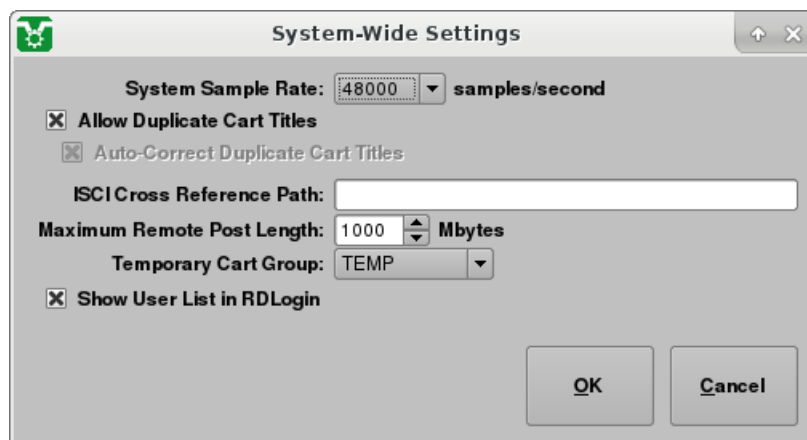 System-Wide Settings
System Sample Rate: 48000 samples/second
Allow Duplicate Cart Titles
Auto-Correct Duplicate Cart Titles
ISCI Cross Reference Path:
Maximum Remote Post Length: 1000 Mbytes
Temporary Cart Group: TEMP
Show User List in RDLogin
OK Cancel